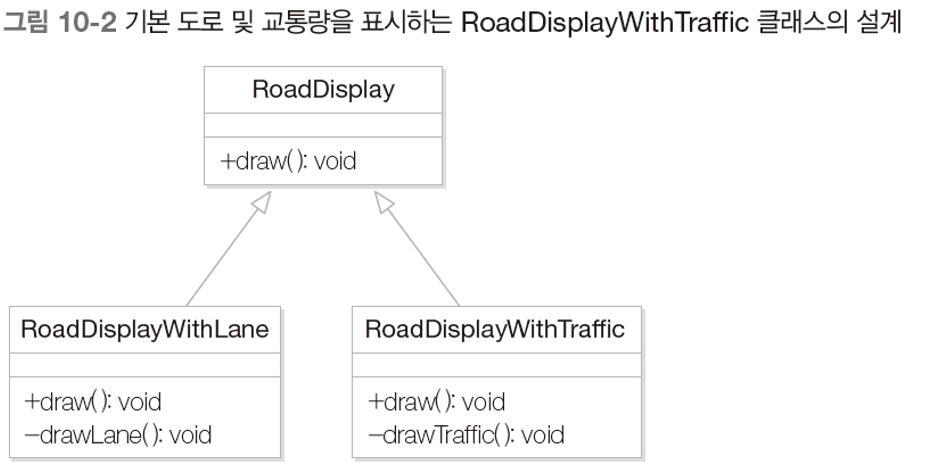 그림 10-2 기본 도로 및 교통량을 표시하는 RoadDisplayWithTraffic 클래스의 설계
RoadDisplay
+draw(): void
RoadDisplayWithLane
+draw(): void
−drawLane(): void
RoadDisplayWithTraffic
+draw(): void
−drawTraffic(): void